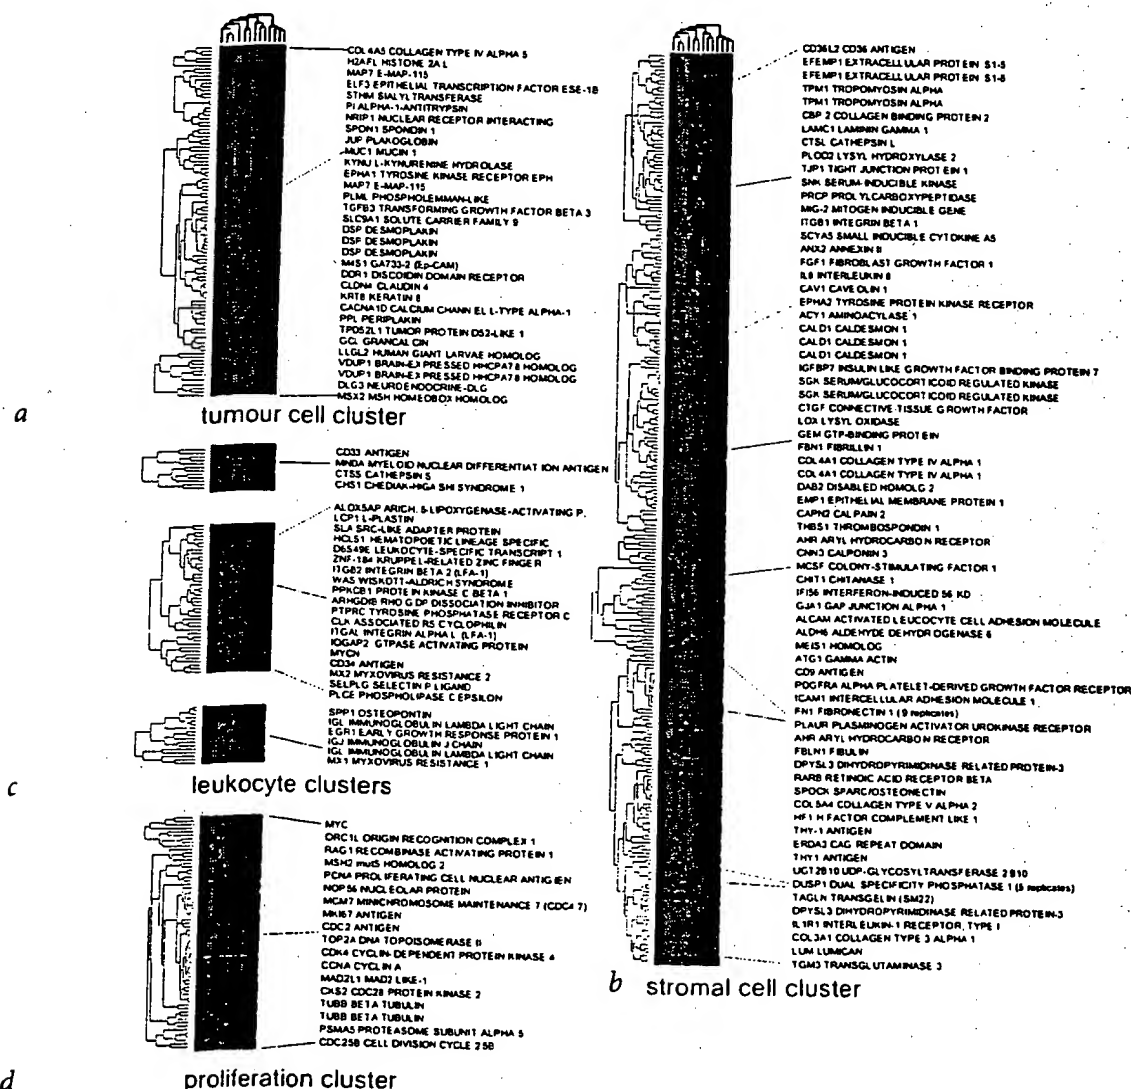 COL4A5 COLLAGEN TYPE IV ALPHA 5
H2AFL HISTONE 2A L
MAP7 E-MAP-115
ELF3 EPITHELIAL TRANSCRIPTION FACTOR ESE-1B
STHM SIALYLTRANSFERASE
PI ALPHA-1-ANTITRYPSIN
NRIP1 NUCLEAR RECEPTOR INTERACTING
SPON1 SPONDIN 1
JUP PLAKOGLOBIN
MUC1 MUCIN 1
KYNU L-KYNURENINE HYDROLASE
EPHA1 TYROSINE KINASE RECEPTOR EPH
MAP7 E-MAP-115
PLML PHOSPHOLEMMAN-LIKE
TGFB3 TRANSFORMING GROWTH FACTOR BETA 3
SLC9A1 SOLUTE CARRIER FAMILY 9
DSP DESMOPLAKIN
DSP DESMOPLAKIN
DSP DESMOPLAKIN
M4S1 GA733-2 (Ep-CAM)
DDR1 DISCOIDIN DOMAIN RECEPTOR
CLDN4 CLAUDIN 4
KRT8 KERATIN 8
CACNA1D CALCIUM CHANNEL L-TYPE ALPHA-1
PPL PERIPLAKIN
TPD52L1 TUMOR PROTEIN D52-LIKE 1
GCL GRANCALCIN
LLGL2 HUMAN GIANT LARVAE HOMOLOG
VDUP1 BRAIN-EXPRESSED HHCPA78 HOMOLOG
VDUP1 BRAIN-EXPRESSED HHCPA78 HOMOLOG
DLG3 NEUROENDOCRINE-DLG
MSX2 MSH HOMEOBOX HOMOLOG
a
tumour cell cluster
CD33 ANTIGEN
MNDA MYELOID NUCLEAR DIFFERENTIATION ANTIGEN
CTSS CATHEPSIN S
CHS1 CHEDIAK-HIGASHI SYNDROME 1
ALOX5AP ARICH. 5-LIPOXYGENASE-ACTIVATING P.
LCP1 L-PLASTIN
SLA SRC-LIKE ADAPTER PROTEIN
HCLS1 HEMATOPOIETIC LINEAGE SPECIFIC
D6S49E LEUKOCYTE-SPECIFIC TRANSCRIPT 1
ZNF-184 KRUPPEL-RELATED ZINC FINGER
ITGB2 INTEGRIN BETA 2 (LFA-1)
WAS WISKOTT-ALDRICH SYNDROME
PPKCB1 PROTEIN KINASE C BETA 1
ARHGDIB RHO GDP DISSOCIATION INHIBITOR
PTPRC TYROSINE PHOSPHATASE RECEPTOR C
CLK ASSOCIATED RS CYCLOPHILIN
ITGAL INTEGRIN ALPHA L (LFA-1)
IQGAP2 GTPASE ACTIVATING PROTEIN
MYCN
CD34 ANTIGEN
MX2 MYXOVIRUS RESISTANCE 2
SELPLG SELECTIN P LIGAND
PLCE PHOSPHOLIPASE C EPSILON
SPP1 OSTEOPONTIN
IGL IMMUNOGLOBULIN LAMBDA LIGHT CHAIN
EGR1 EARLY GROWTH RESPONSE PROTEIN 1
IGJ IMMUNOGLOBULIN J CHAIN
IGL IMMUNOGLOBULIN LAMBDA LIGHT CHAIN
MX1 MYXOVIRUS RESISTANCE 1
c
leukocyte clusters
MYC
ORC1L ORIGIN RECOGNITION COMPLEX 1
RAG1 RECOMBINASE ACTIVATING PROTEIN 1
MSH2 mutS HOMOLOG 2
PCNA PROLIFERATING CELL NUCLEAR ANTIGIEN
NOP56 NUCLEOLAR PROTEIN
MCM7 MINICHROMOSOME MAINTENANCE 7 (CDC47)
MKI67 ANTIGEN
CDC2 ANTIGEN
TOP2A DNA TOPOISOMERASE II
CDK4 CYCLIN-DEPENDENT PROTEIN KINASE 4
CCNA CYCLIN A
MAD2L1 MAD2 LIKE-1
CKS2 CDC28 PROTEIN KINASE 2
TUBB BETA TUBULIN
TUBB BETA TUBULIN
PSMA5 PROTEASOME SUBUNIT ALPHA 5
CDC25B CELL DIVISION CYCLE 25B
d
proliferation cluster
CD36L2 CD36 ANTIGEN
EFEMP1 EXTRACELLULAR PROTEIN S1-5
EFEMP1 EXTRACELLULAR PROTEIN S1-5
TPM1 TROPOMYOSIN ALPHA
TPM1 TROPOMYOSIN ALPHA
CBP2 COLLAGEN BINDING PROTEIN 2
LAMC1 LAMININ GAMMA 1
CTSL CATHEPSIN L
PLOD2 LYSYL HYDROXYLASE 2
TJP1 TIGHT JUNCTION PROTEIN 1
SNK SERUM-INDUCIBLE KINASE
PRCP PROLYLCARBOXYPEPTIDASE
MIG-2 MITOGEN INDUCIBLE GENE
ITGB1 INTEGRIN BETA 1
SCYA5 SMALL INDUCIBLE CYTOKINE A5
ANX2 ANNEXIN II
FGF1 FIBROBLAST GROWTH FACTOR 1
IL8 INTERLEUKIN 8
CAV1 CAVEOLIN 1
EPHA2 TYROSINE PROTEIN KINASE RECEPTOR
ACY1 AMINOACYLASE 1
CALD1 CALDESMON 1
CALD1 CALDESMON 1
CALD1 CALDESMON 1
IGFBP7 INSULIN LIKE GROWTH FACTOR BINDING PROTEIN 7
SGK SERUM/GLUCOCORTICOID REGULATED KINASE
SGK SERUM/GLUCOCORTICOID REGULATED KINASE
CTGF CONNECTIVE-TISSUE GROWTH FACTOR
LOX LYSYL OXIDASE
GEM GTP-BINDING PROTEIN
FBN1 FIBRILLIN 1
COL4A1 COLLAGEN TYPE IV ALPHA 1
COL4A1 COLLAGEN TYPE IV ALPHA 1
DAB2 DISABLED HOMOLG 2
EMP1 EPITHELIAL MEMBRANE PROTEIN 1
CAPN2 CALPAIN 2
THBS1 THROMBOSPONDIN 1
AHR ARYL HYDROCARBON RECEPTOR
CNN3 CALPONIN 3
MCSF COLONY-STIMULATING FACTOR 1
CHIT1 CHITANASE 1
IFI56 INTERFERON-INDUCED 56 KD
GJA1 GAP JUNCTION ALPHA 1
ALCAM ACTIVATED LEUCOCYTE CELL ADHESION MOLECULE
ALDH6 ALDEHYDE DEHYDROGENASE 6
MEIS1 HOMOLOG
ATG1 GAMMA ACTIN
CD9 ANTIGEN
PDGFRA ALPHA PLATELET-DERIVED GROWTH FACTOR RECEPTOR
ICAM1 INTERCELLULAR ADHESION MOLECULE 1
FN1 FIBRONECTIN 1 (9 replicates)
PLAUR PLASMINOGEN ACTIVATOR UROKINASE RECEPTOR
AHR ARYL HYDROCARBON RECEPTOR
FBLN1 FIBULIN
DPYSL3 DIHYDROPYRIMIDINASE RELATED PROTEIN-3
RARB RETINOIC ACID RECEPTOR BETA
SPOCK SPARC/OSTEONECTIN
COL5A4 COLLAGEN TYPE V ALPHA 2
HF1 H FACTOR COMPLEMENT LIKE 1
THY-1 ANTIGEN
ERDA3 CAG REPEAT DOMAIN
THY1 ANTIGEN
UGT2B10 UDP-GLYCOSYLTRANSFERASE 2 B10
DUSP1 DUAL SPECIFICITY PHOSPHATASE 1 (5 replicates)
TAGLN TRANSGELIN (SM22)
DPYSL3 DIHYDROPYRIMIDINASE RELATED PROTEIN-3
IL1R1 INTERLEUKIN-1 RECEPTOR, TYPE I
COL3A1 COLLAGEN TYPE 3 ALPHA 1
LUM LUMICAN
TGM3 TRANSGLUTAMINASE 3
b
stromal cell cluster